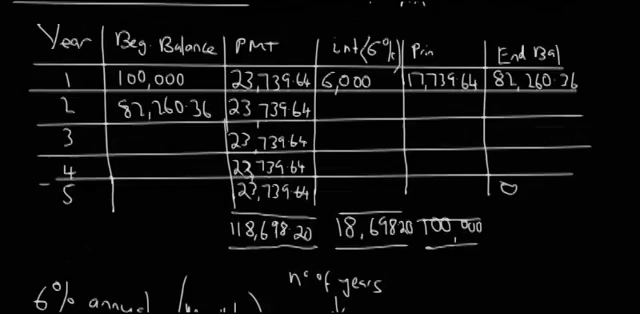 Year Beg. Balance PMT int (6%) Prin End Bal
1 100,000 23,739.64 6,000 17,739.64 82,260.36
2 82,260.36 23,739.64
3 23,739.64
4 23,739.64
5 23,739.64 0
118,698.20 18,698.20 100,000
no of years
6% annual